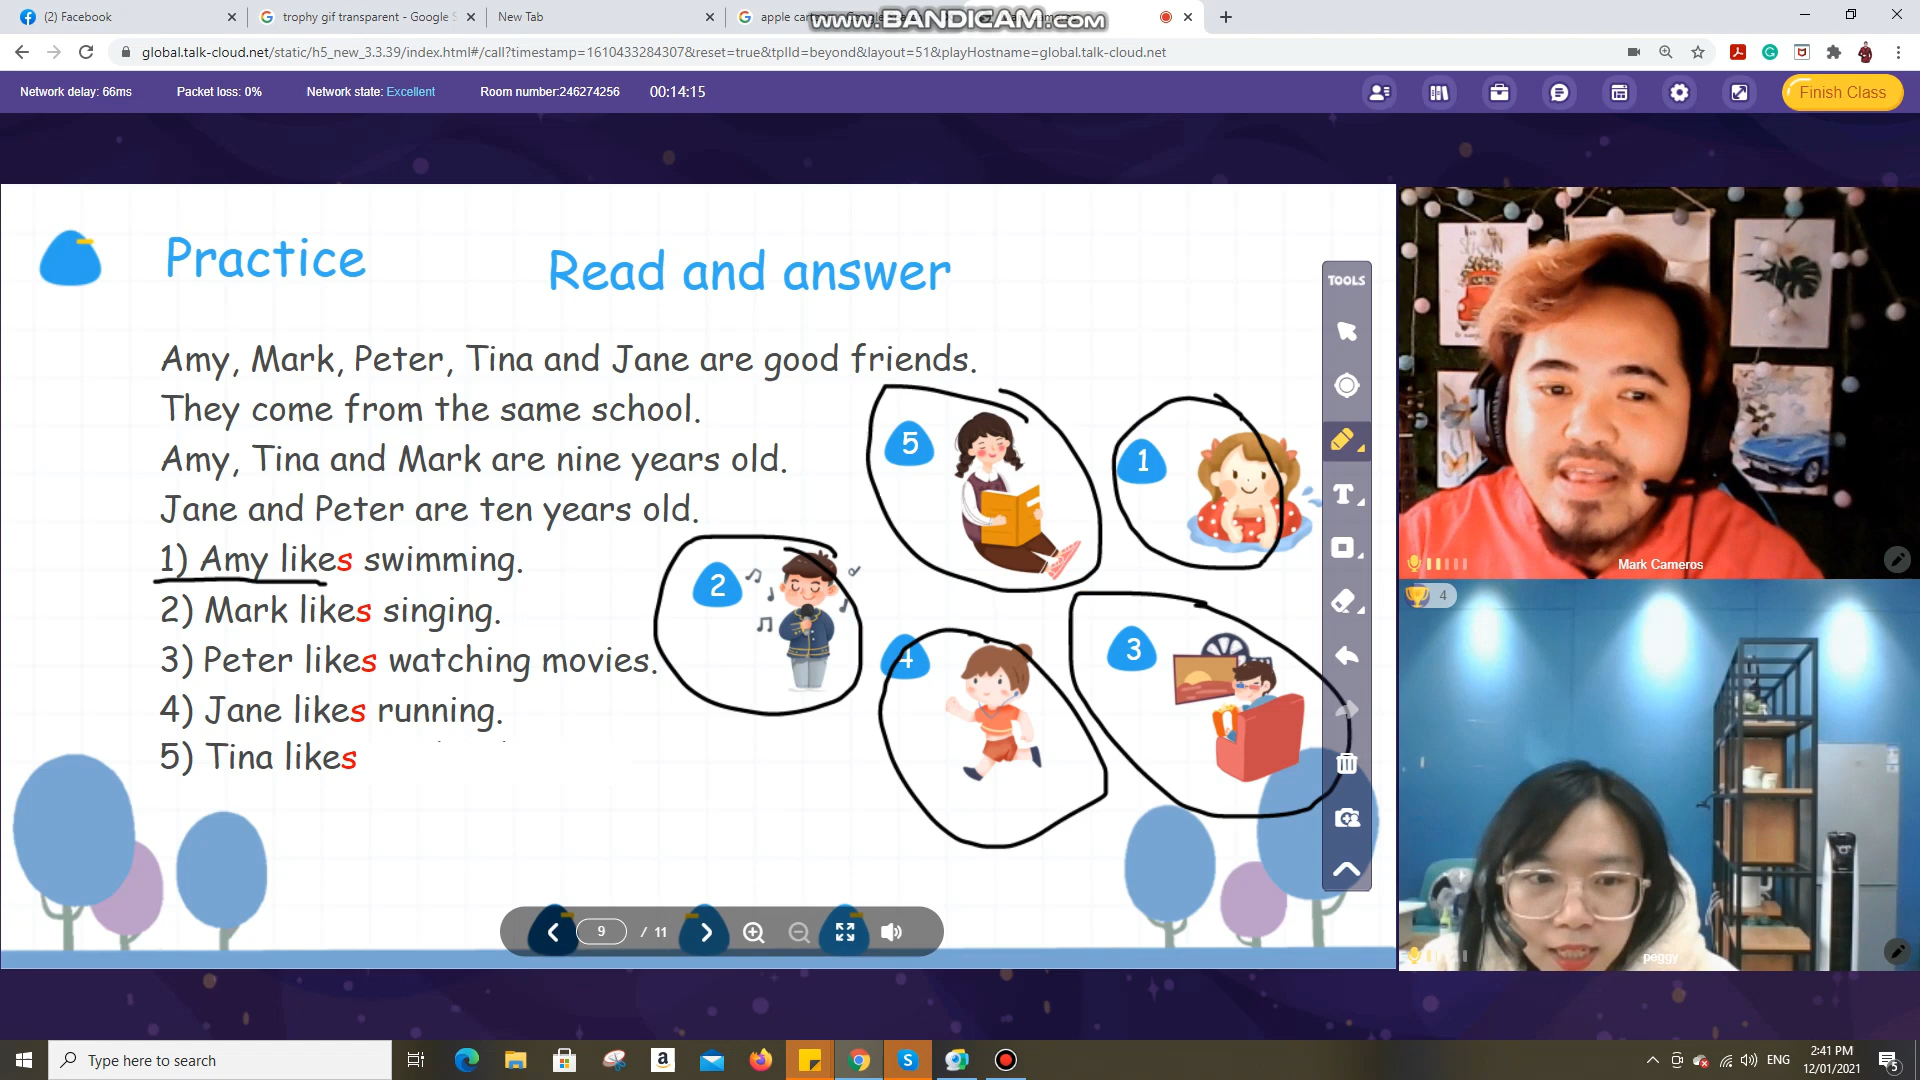 (2) Facebook
trophy gif transparent - Google S
New Tab
www.BANDICAM.com
global.talk-cloud.net/static/h5_new_3.3.39/index.html#/call?timestamp=1610433284307&reset=true&tplId=beyond&layout=51&playHostname=global.talk-cloud.net
Network delay: 66ms
Packet loss: 0%
Network state: Excellent
Room number:246274256
00:14:15
Finish Class
Practice
Read and answer
Amy, Mark, Peter, Tina and Jane are good friends.
They come from the same school.
Amy, Tina and Mark are nine years old.
Jane and Peter are ten years old.
1) Amy likes swimming.
2) Mark likes singing.
3) Peter likes watching movies.
4) Jane likes running.
5) Tina likes
5
1
2
4
3
TOOLS
T
Mark Cameros
4
peggy
9 / 11
Type here to search
ENG
2:41 PM
12/01/2021
5